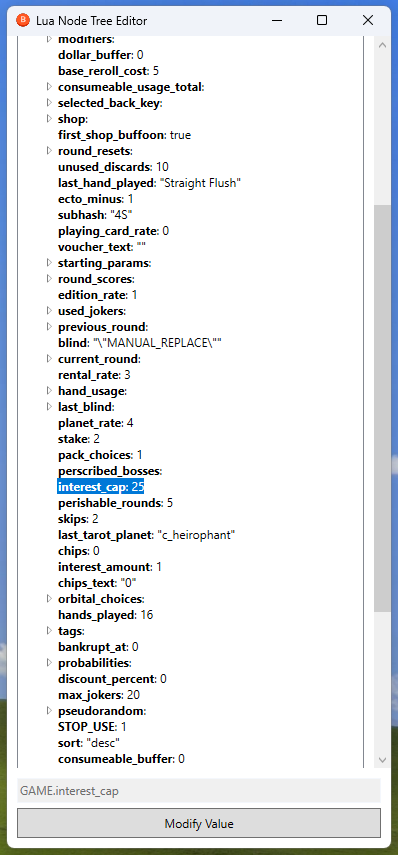 Lua Node Tree Editor
modifiers:
dollar_buffer: 0
base_reroll_cost: 5
consumeable_usage_total:
selected_back_key:
shop:
first_shop_buffoon: true
round_resets:
unused_discards: 10
last_hand_played: "Straight Flush"
ecto_minus: 1
subhash: "4S"
playing_card_rate: 0
voucher_text: ""
starting_params:
round_scores:
edition_rate: 1
used_jokers:
previous_round:
blind: "\"MANUAL_REPLACE\""
current_round:
rental_rate: 3
hand_usage:
last_blind:
planet_rate: 4
stake: 2
pack_choices: 1
perscribed_bosses:
interest_cap: 25
perishable_rounds: 5
skips: 2
last_tarot_planet: "c_heirophant"
chips: 0
interest_amount: 1
chips_text: "0"
orbital_choices:
hands_played: 16
tags:
bankrupt_at: 0
probabilities:
discount_percent: 0
max_jokers: 20
pseudorandom:
STOP_USE: 1
sort: "desc"
consumeable_buffer: 0
GAME.interest_cap
Modify Value